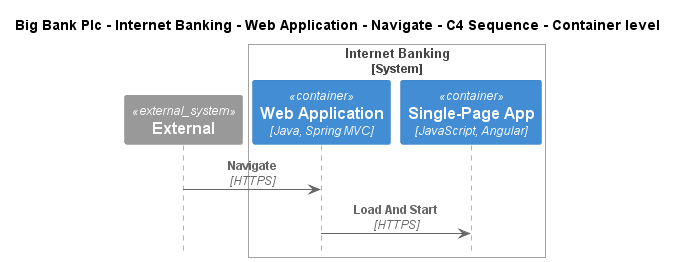 Big Bank Plc - Internet Banking - Web Application - Navigate - C4 Sequence - Container level
Internet Banking
[System]
«external_system»
External
«container»
Web Application
[Java, Spring MVC]
«container»
Single-Page App
[JavaScript, Angular]
Navigate
[HTTPS]
Load And Start
[HTTPS]